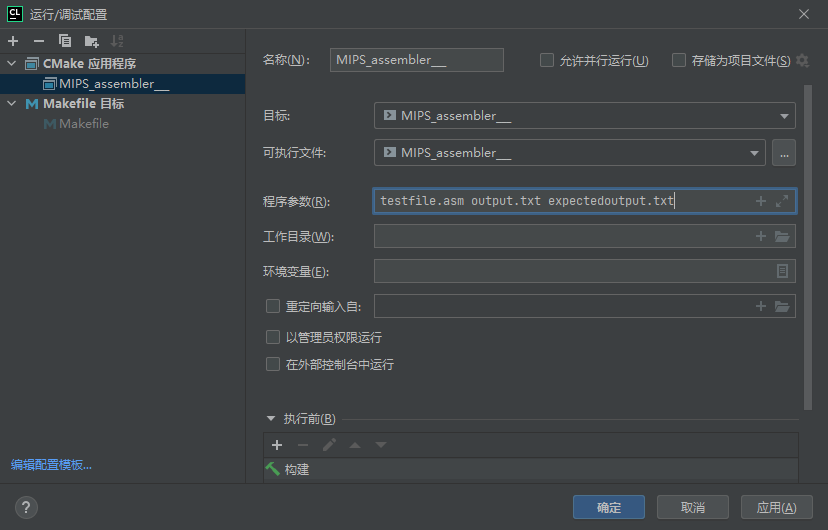 CL 运行/调试配置
CMake 应用程序
MIPS_assembler___
Makefile 目标
Makefile
编辑配置模板...
名称(N): MIPS_assembler___ 允许并行运行(U) 存储为项目文件(S)
目标: MIPS_assembler___
可执行文件: MIPS_assembler___ ...
程序参数(R): testfile.asm output.txt expectedoutput.txt
工作目录(W):
环境变量(E):
重定向输入自:
以管理员权限运行
在外部控制台中运行
执行前(B)
构建
? 确定 取消 应用(A)